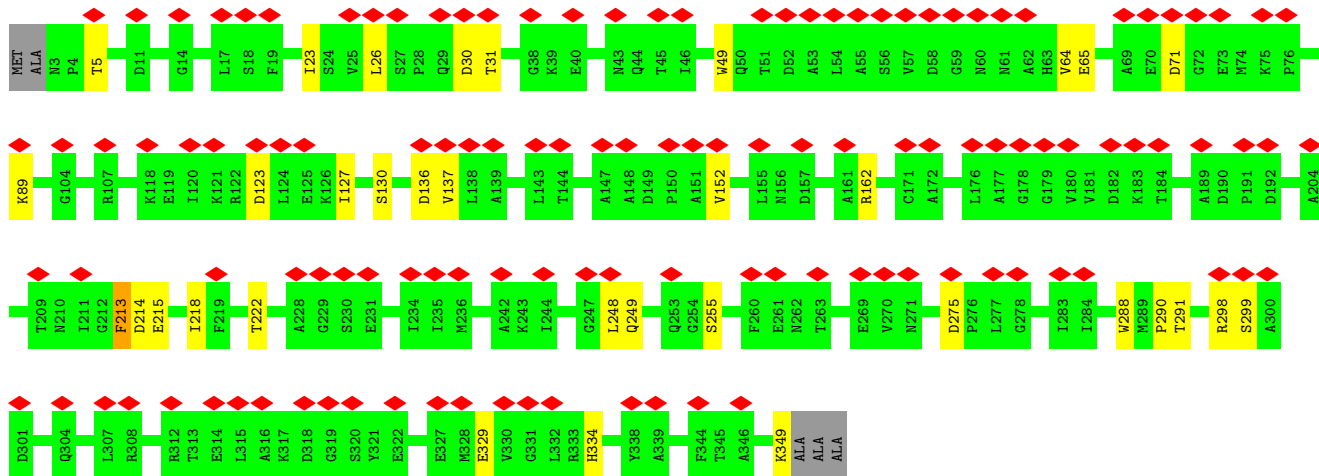 MET ALA N3 P4 T5 D11 G14 L17 S18 F19 I23 S24 V25 L26 S27 P28 Q29 D30 T31 G38 K39 E40 N43 Q44 T45 I46 W49 Q50 T51 D52 A53 L54 A55 S56 V57 D58 G59 N60 N61 A62 H63 V64 E65 A69 E70 D71 G72 E73 M74 K75 P76
K89 G104 R107 K118 E119 I120 K121 R122 D123 L124 E125 K126 I127 S130 D136 V137 L138 A139 L143 T144 A147 A148 D149 P150 A151 V152 L155 N156 D157 A161 R162 C171 A172 L176 A177 G178 G179 V180 V181 D182 K183 T184 A189 D190 P191 D192 A204
T209 N210 I211 G212 F213 D214 E215 I218 F219 T222 A228 G229 S230 E231 I234 I235 M236 A242 K243 I244 G247 L248 Q249 Q253 G254 S255 F260 E261 N262 T263 E269 V270 N271 D275 P276 L277 G278 I283 I284 W288 M289 P290 T291 R298 S299 A300
D301 Q304 L307 R308 R312 T313 E314 L315 A316 K317 D318 G319 S320 Y321 E322 E327 M328 E329 V330 G331 L332 R333 H334 Y338 A339 F344 T345 A346 K349 ALA ALA ALA